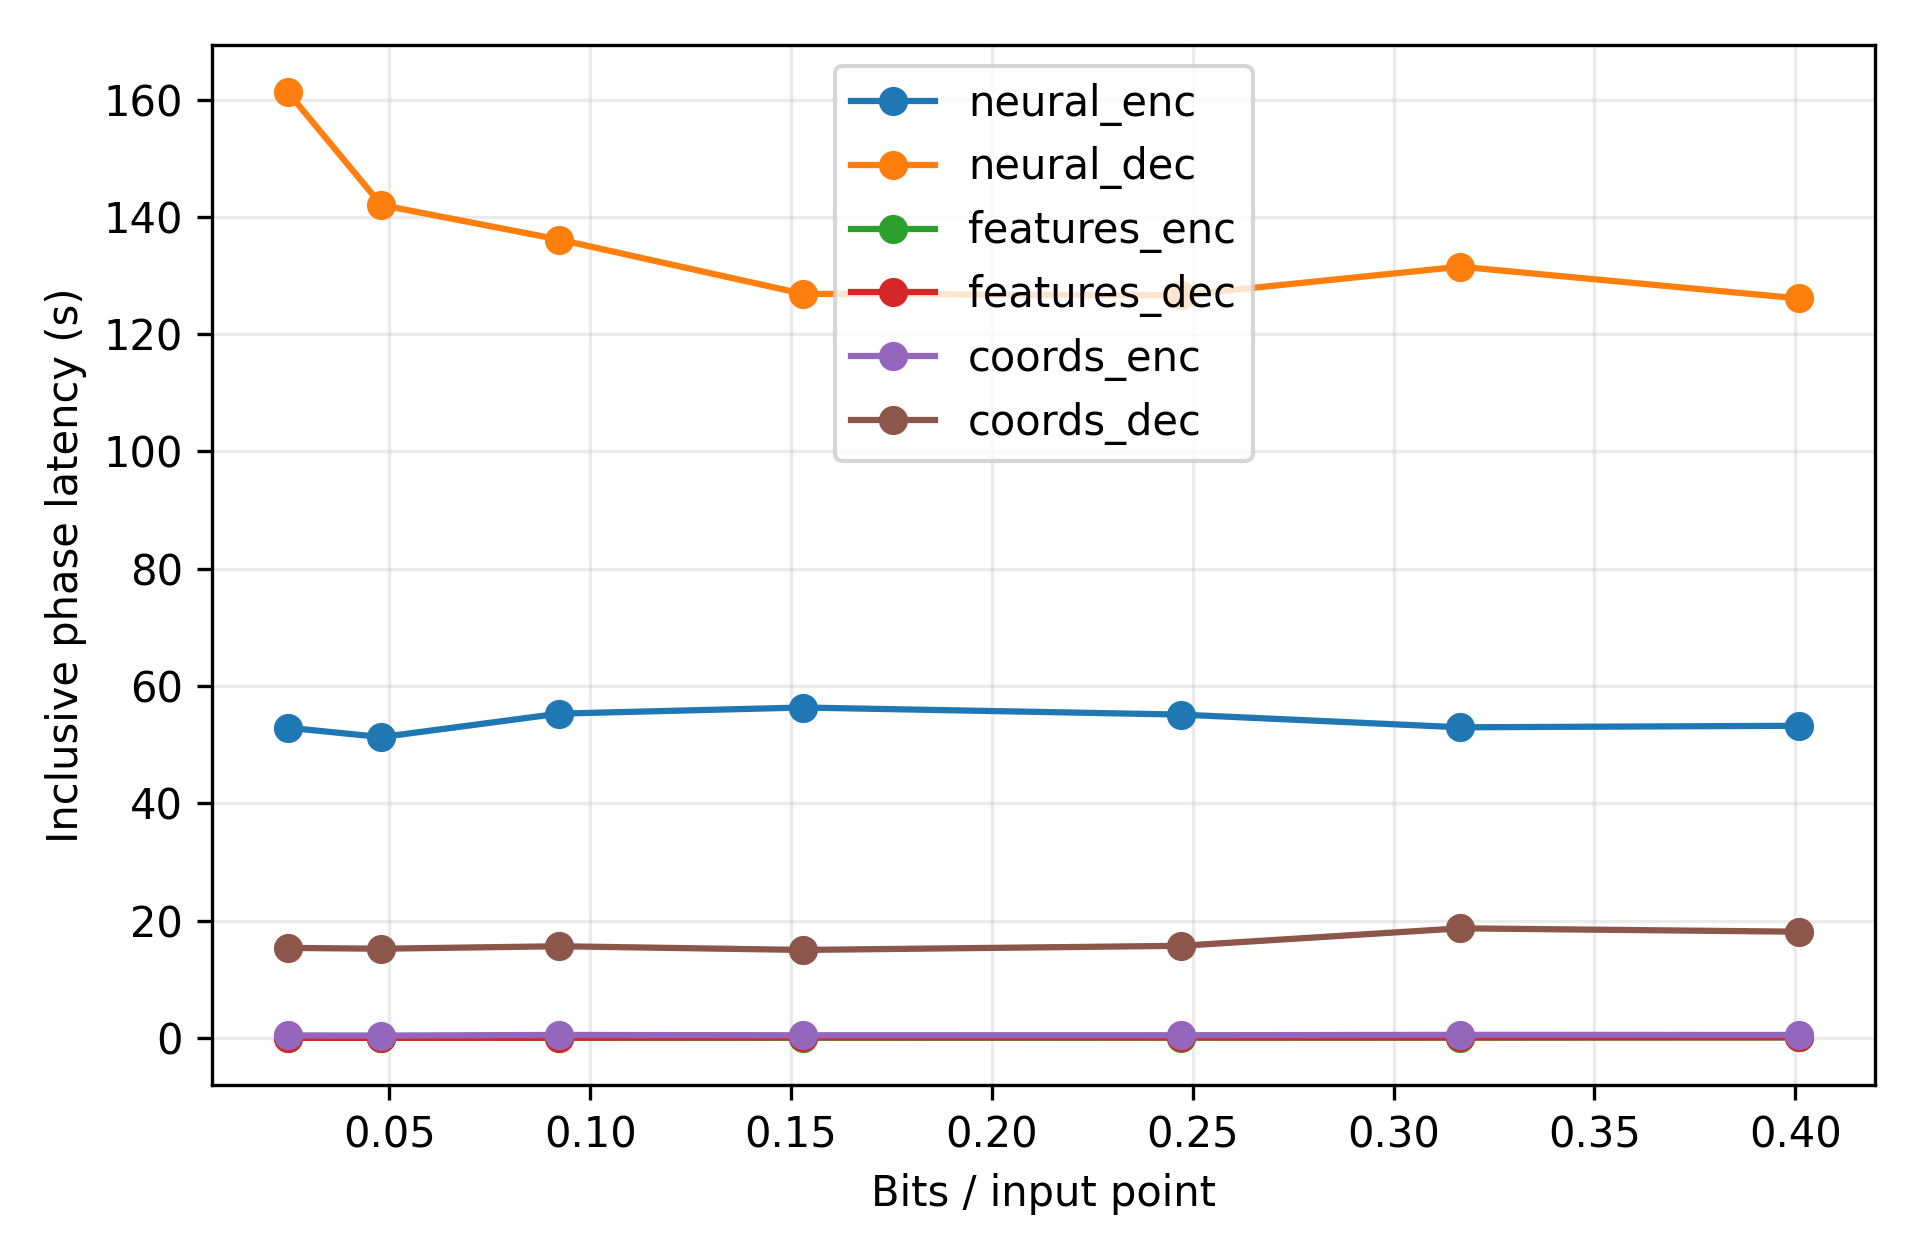 160
140
120
100
80
60
40
20
0
Inclusive phase latency (s)
neural_enc
neural_dec
features_enc
features_dec
coords_enc
coords_dec
0.05 0.10 0.15 0.20 0.25 0.30 0.35 0.40
Bits / input point